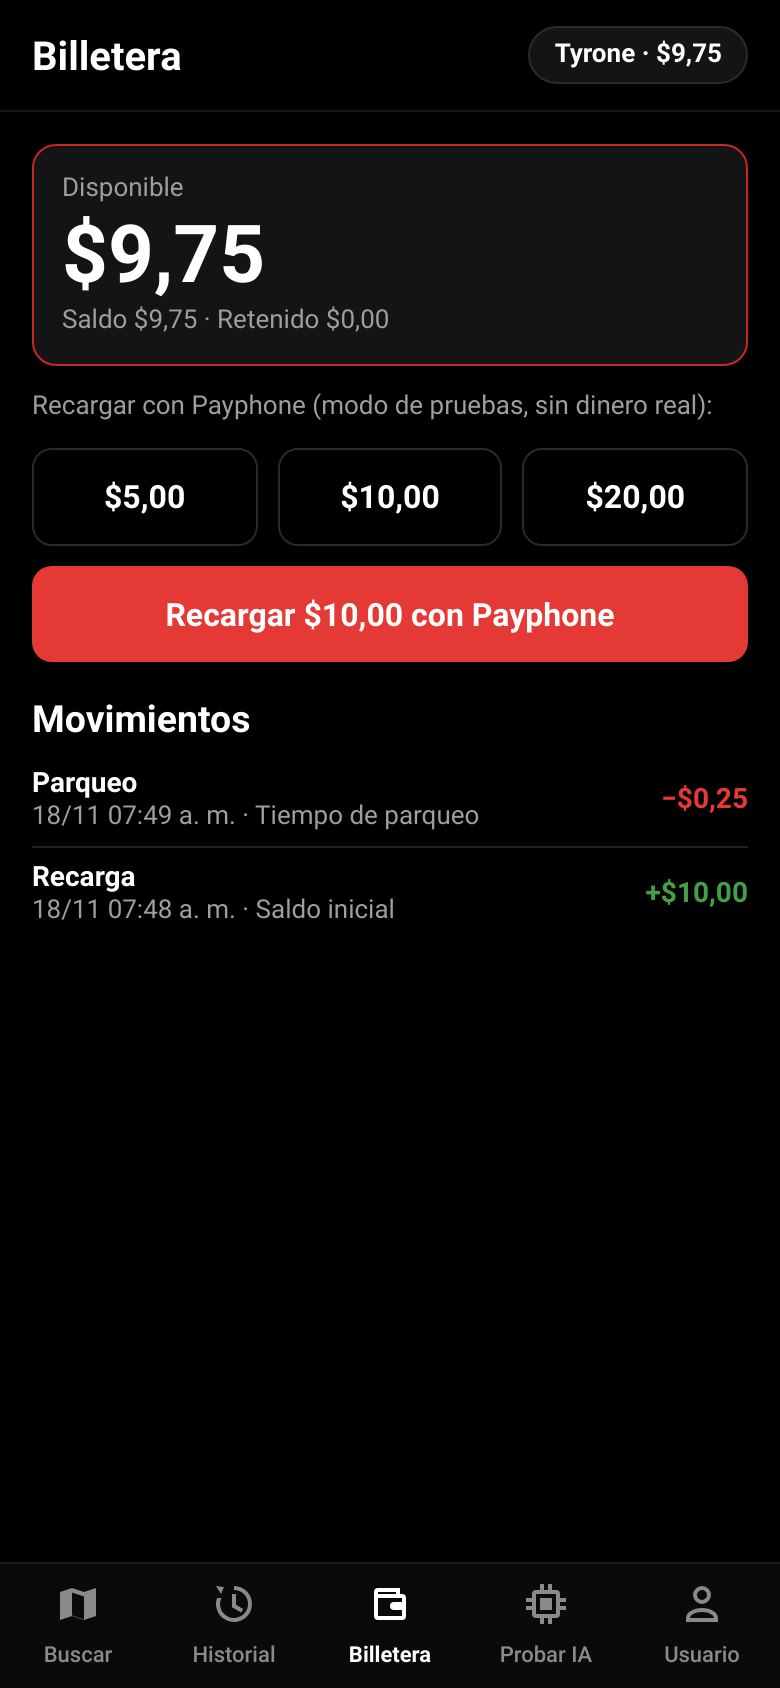 Billetera
Tyrone · $9,75
Disponible
$9,75
Saldo $9,75 · Retenido $0,00
Recargar con Payphone (modo de pruebas, sin dinero real):
$5,00
$10,00
$20,00
Recargar $10,00 con Payphone
Movimientos
Parqueo
18/11 07:49 a. m. · Tiempo de parqueo
−$0,25
Recarga
18/11 07:48 a. m. · Saldo inicial
+$10,00
Buscar
Historial
Billetera
Probar IA
Usuario